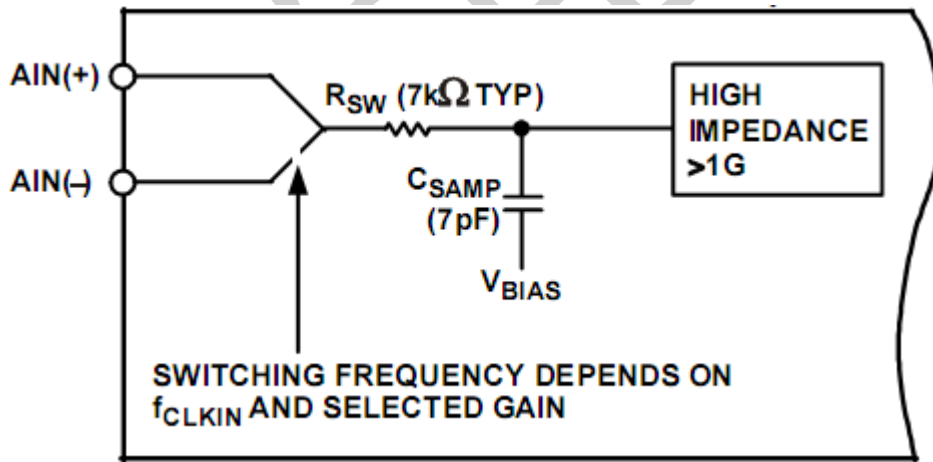 AIN(+)
AIN(–)
RSW (7kΩ TYP)
HIGH
IMPEDANCE
>1G
CSAMP
(7pF)
VBIAS
SWITCHING FREQUENCY DEPENDS ON
fCLKIN AND SELECTED GAIN